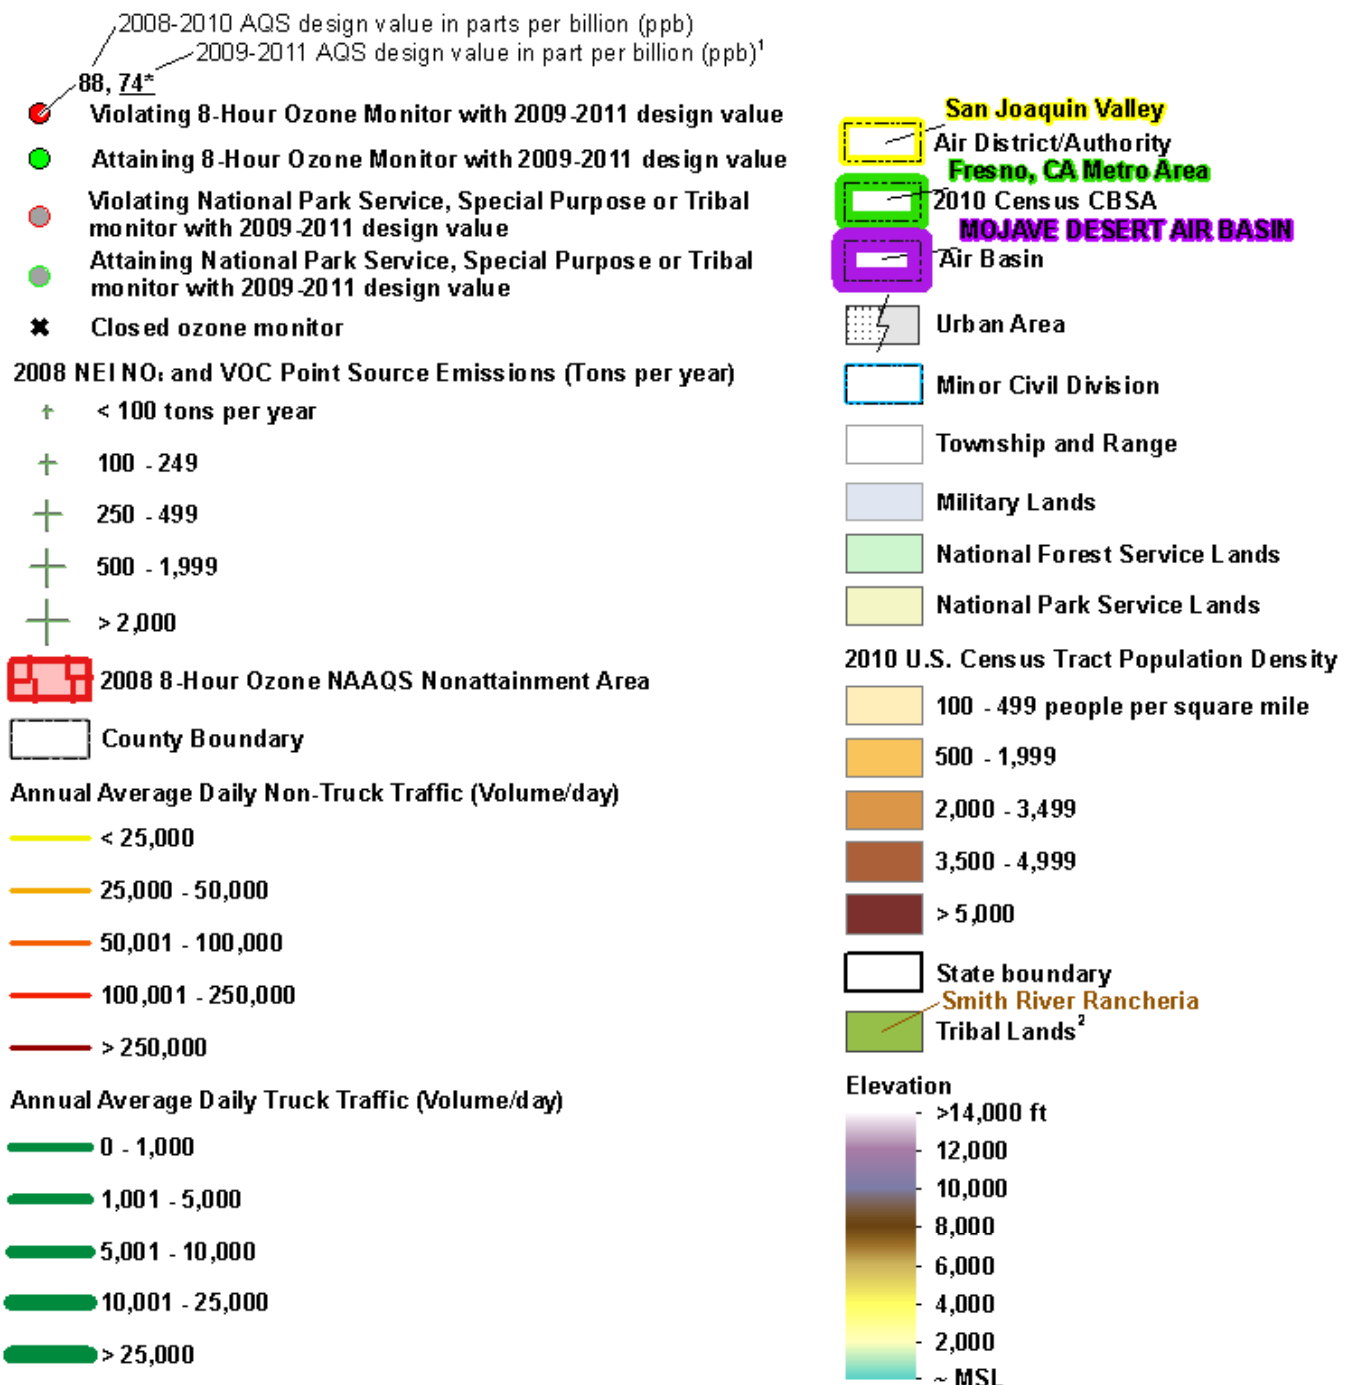 2008-2010 AQS design value in parts per billion (ppb)
2009-2011 AQS design value in part per billion (ppb)¹
88, 74*
Violating 8-Hour Ozone Monitor with 2009-2011 design value
Attaining 8-Hour Ozone Monitor with 2009-2011 design value
Violating National Park Service, Special Purpose or Tribal
monitor with 2009-2011 design value
Attaining National Park Service, Special Purpose or Tribal
monitor with 2009-2011 design value
Closed ozone monitor
2008 NEI NOₓ and VOC Point Source Emissions (Tons per year)
< 100 tons per year
100 - 249
250 - 499
500 - 1,999
> 2,000
2008 8-Hour Ozone NAAQS Nonattainment Area
County Boundary
Annual Average Daily Non-Truck Traffic (Volume/day)
< 25,000
25,000 - 50,000
50,001 - 100,000
100,001 - 250,000
> 250,000
Annual Average Daily Truck Traffic (Volume/day)
0 - 1,000
1,001 - 5,000
5,001 - 10,000
10,001 - 25,000
> 25,000
San Joaquin Valley
Air District/Authority
Fresno, CA Metro Area
2010 Census CBSA
MOJAVE DESERT AIR BASIN
Air Basin
Urban Area
Minor Civil Division
Township and Range
Military Lands
National Forest Service Lands
National Park Service Lands
2010 U.S. Census Tract Population Density
100 - 499 people per square mile
500 - 1,999
2,000 - 3,499
3,500 - 4,999
> 5,000
State boundary
Smith River Rancheria
Tribal Lands²
Elevation
>14,000 ft
12,000
10,000
8,000
6,000
4,000
2,000
~ MSL